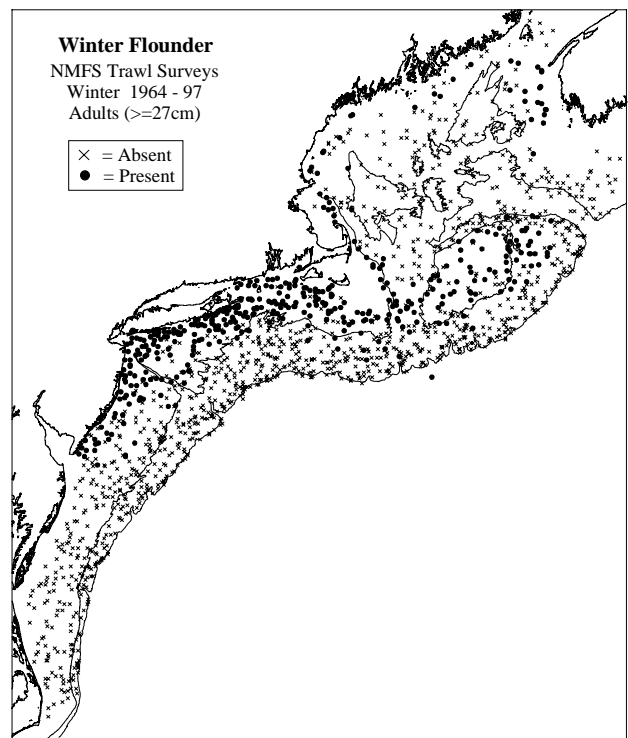 Winter Flounder
NMFS Trawl Surveys
Winter 1964 - 97
Adults (>=27cm)
× = Absent
● = Present